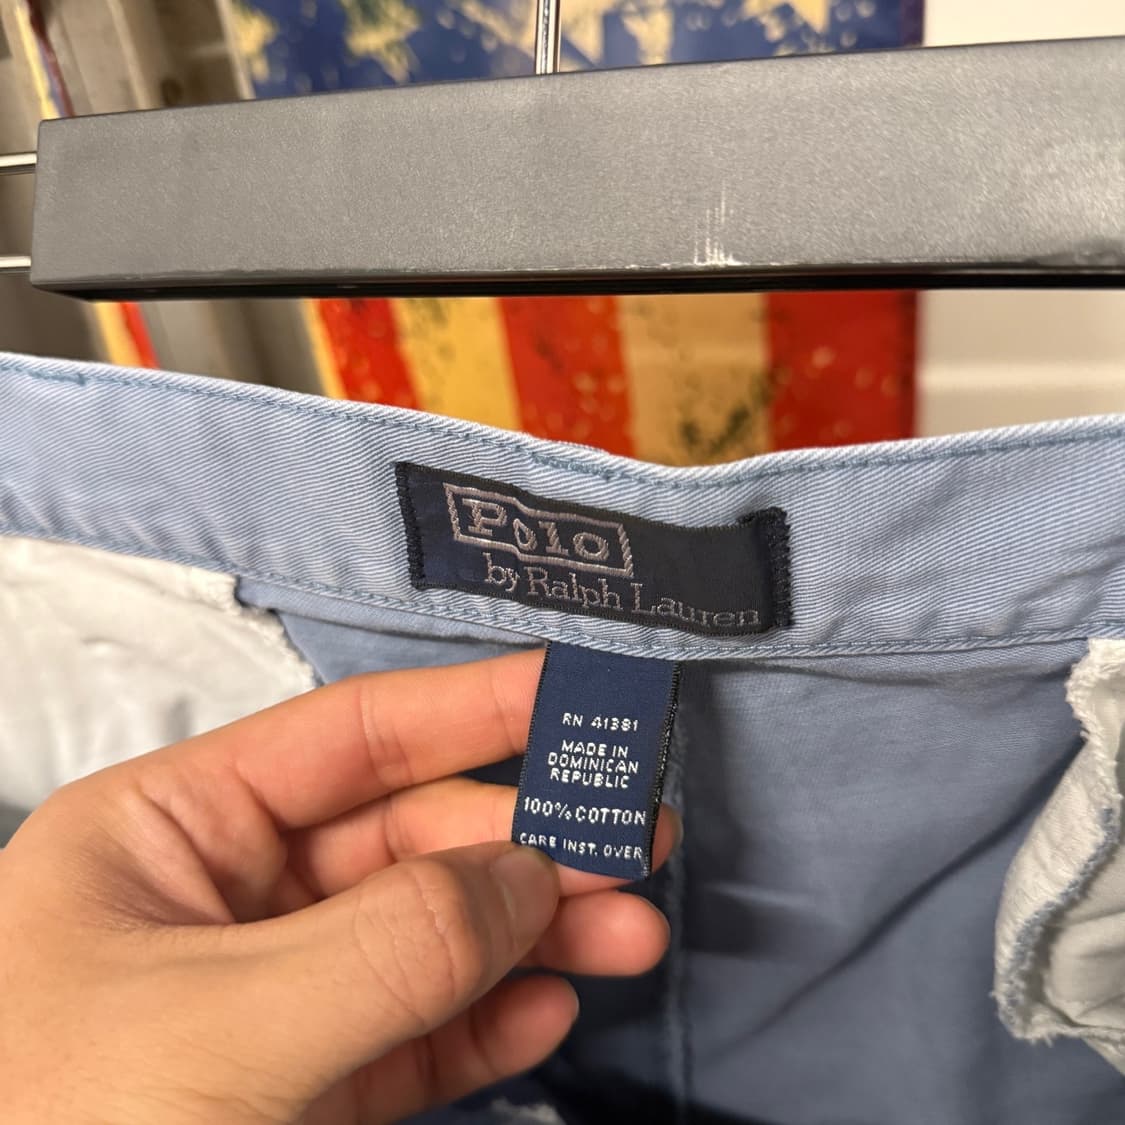 Polo
by Ralph Lauren
RN 41381
MADE IN
DOMINICAN
REPUBLIC
100% COTTON
CARE INST. OVER